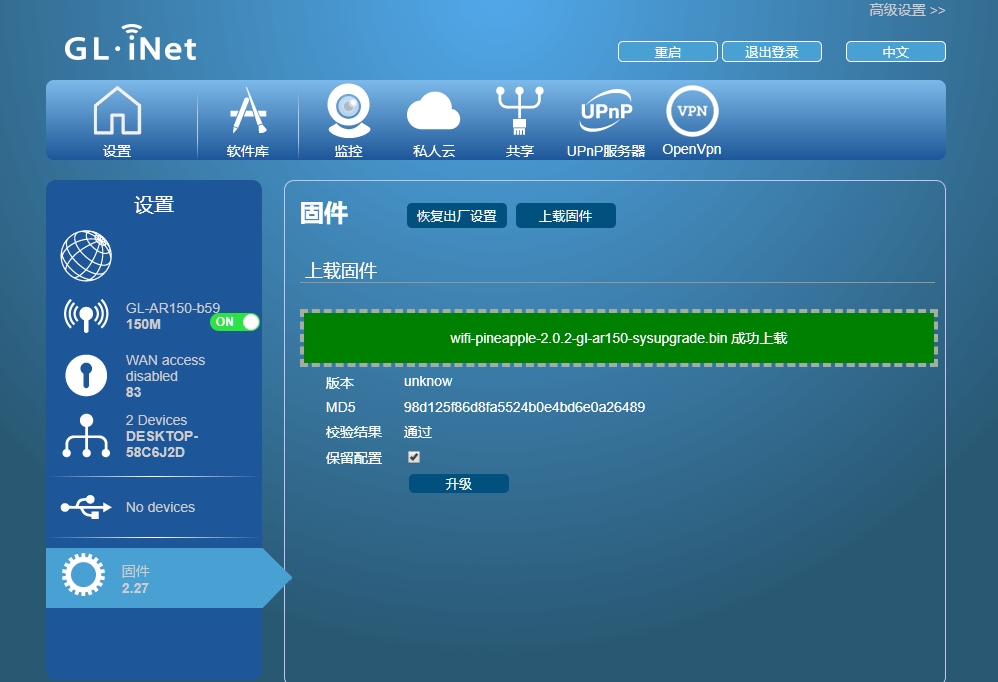 高级设置 >>
GL·iNet
重启 退出登录 中文
设置 软件库 监控 私人云 共享 UPnP服务器 OpenVpn
UPnP VPN
设置
GL-AR150-b59
150M
ON
WAN access
disabled
83
2 Devices
DESKTOP-
58C6J2D
No devices
固件
2.27
固件 恢复出厂设置 上载固件
上载固件
wifi-pineapple-2.0.2-gl-ar150-sysupgrade.bin 成功上载
版本 unknow
MD5 98d125f86d8fa5524b0e4bd6e0a26489
校验结果 通过
保留配置
升级